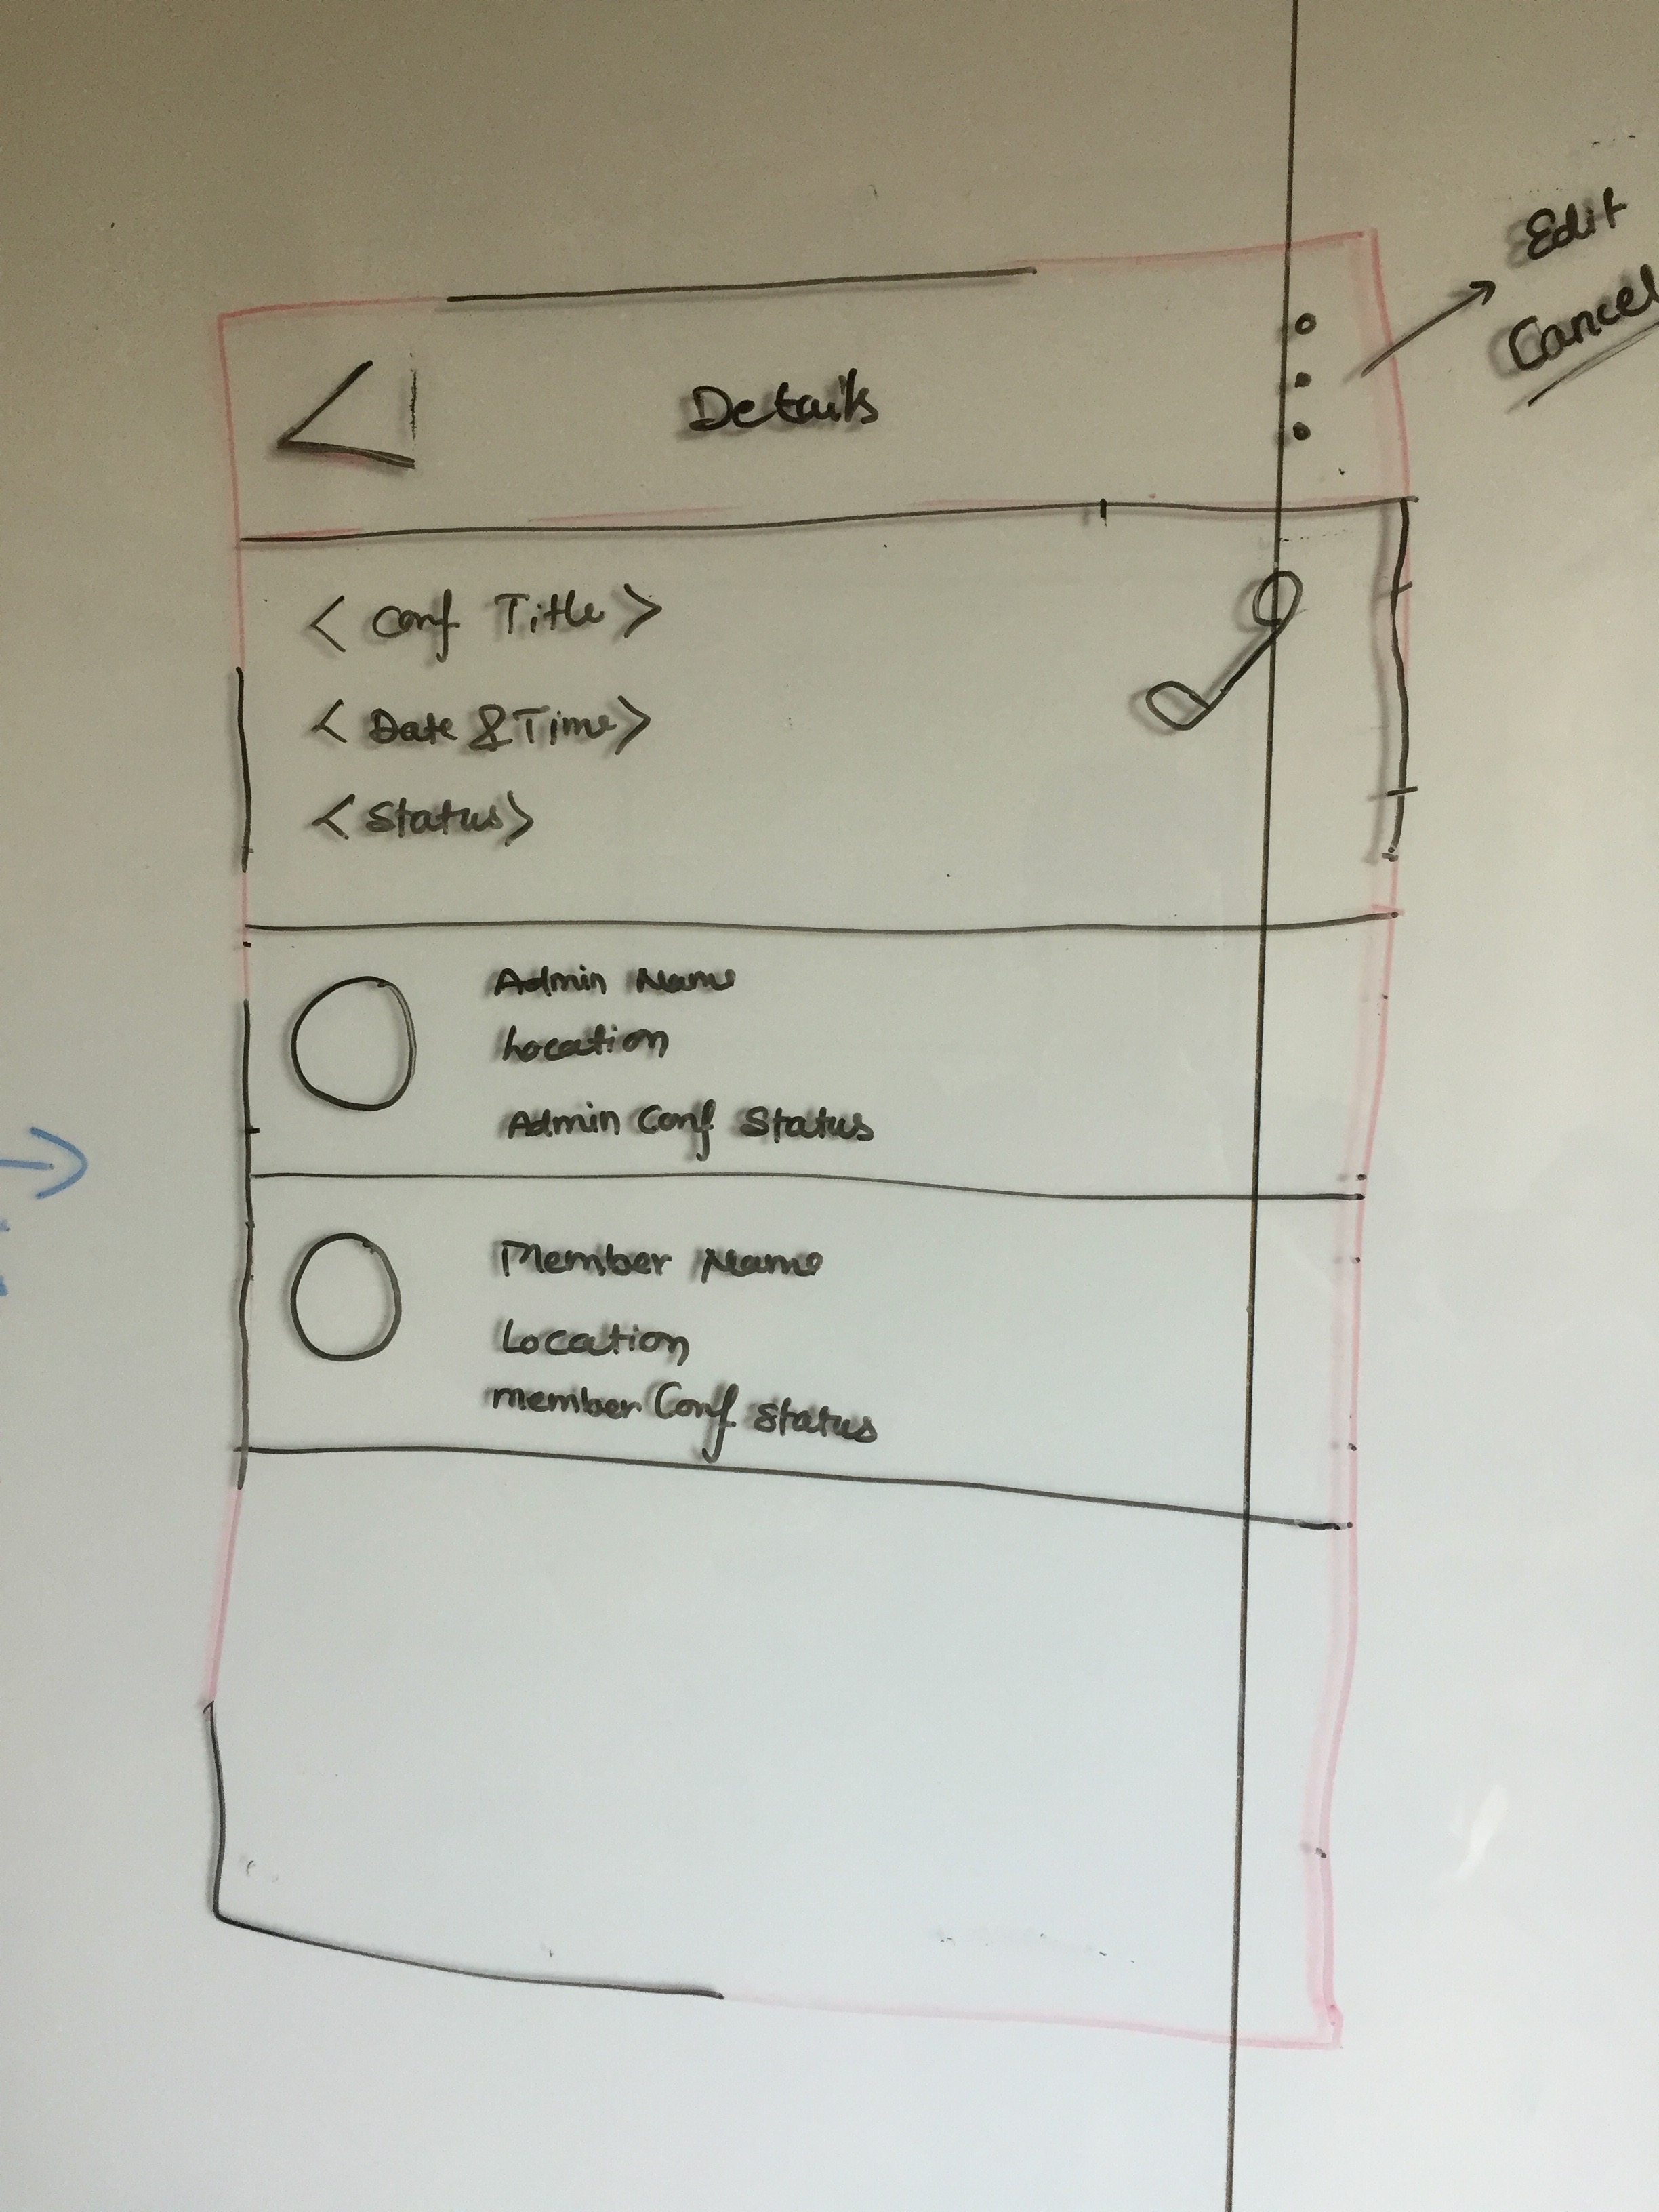 Edit
Cancel
Details
< Conf Title >
< Date & Time >
< Status >
Admin Name
Location
Admin Conf Status
Member Name
Location
member Conf Status